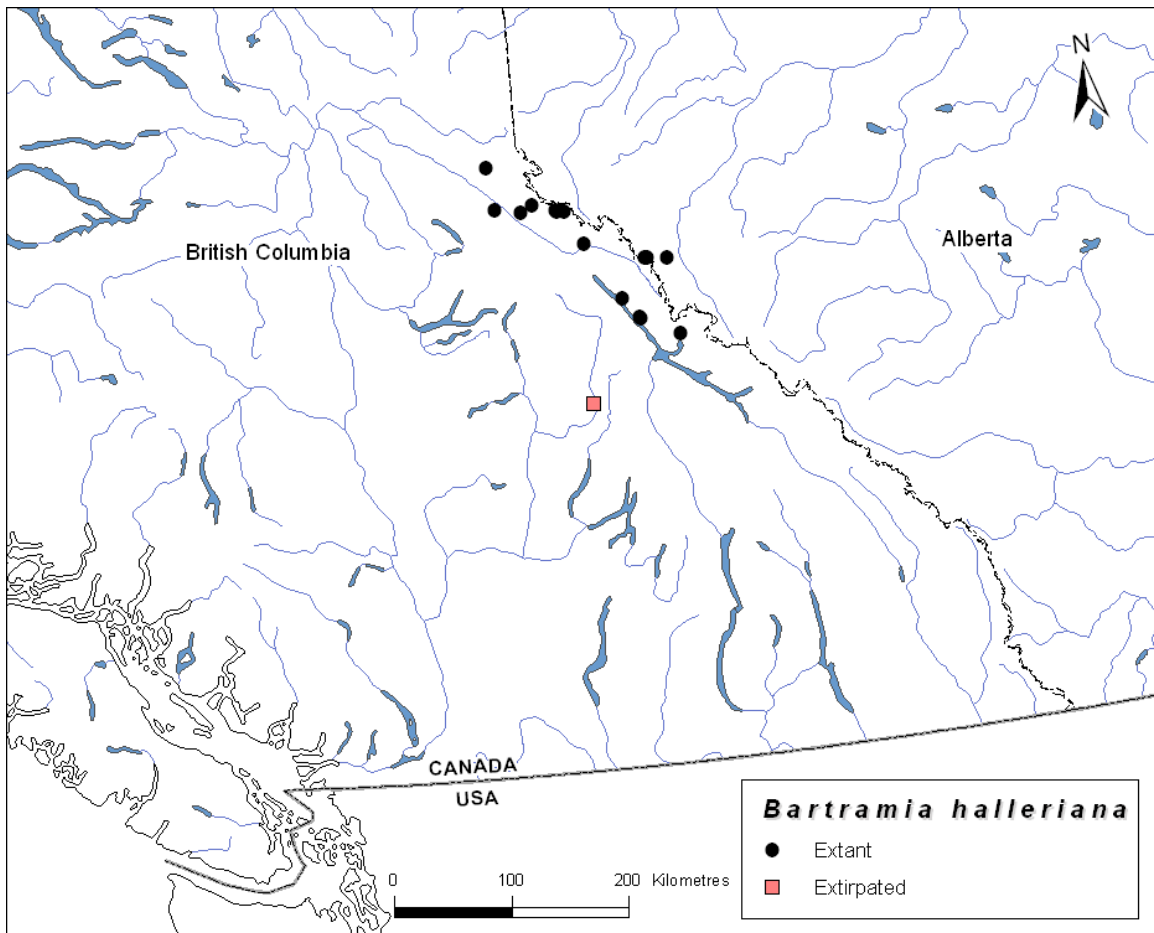 N
British Columbia
Alberta
CANADA
USA
Bartramia halleriana
Extant
Extirpated
0 100 200 Kilometres